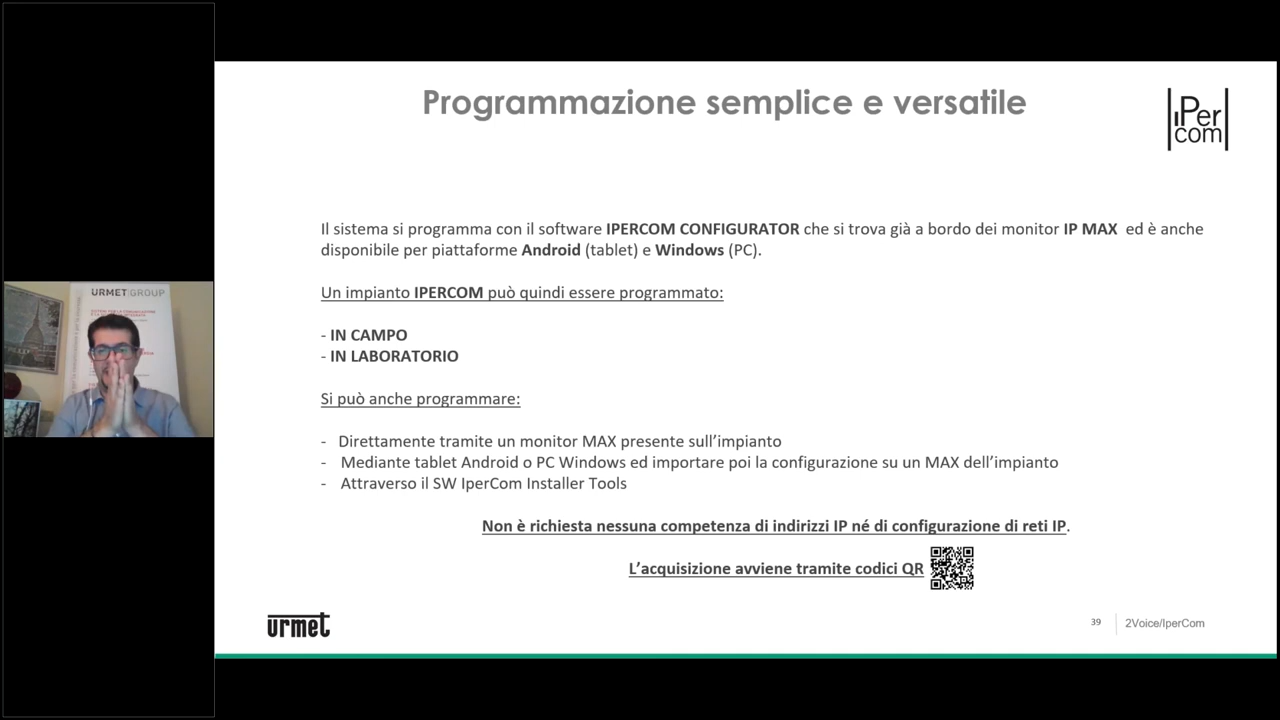 Programmazione semplice e versatile
iPer
com
Il sistema si programma con il software IPERCOM CONFIGURATOR che si trova già a bordo dei monitor IP MAX ed è anche
disponibile per piattaforme Android (tablet) e Windows (PC).
Un impianto IPERCOM può quindi essere programmato:
- IN CAMPO
- IN LABORATORIO
Si può anche programmare:
- Direttamente tramite un monitor MAX presente sull'impianto
- Mediante tablet Android o PC Windows ed importare poi la configurazione su un MAX dell'impianto
- Attraverso il SW IperCom Installer Tools
Non è richiesta nessuna competenza di indirizzi IP né di configurazione di reti IP.
L'acquisizione avviene tramite codici QR
urmet
39
2Voice/IperCom
URMET GROUP